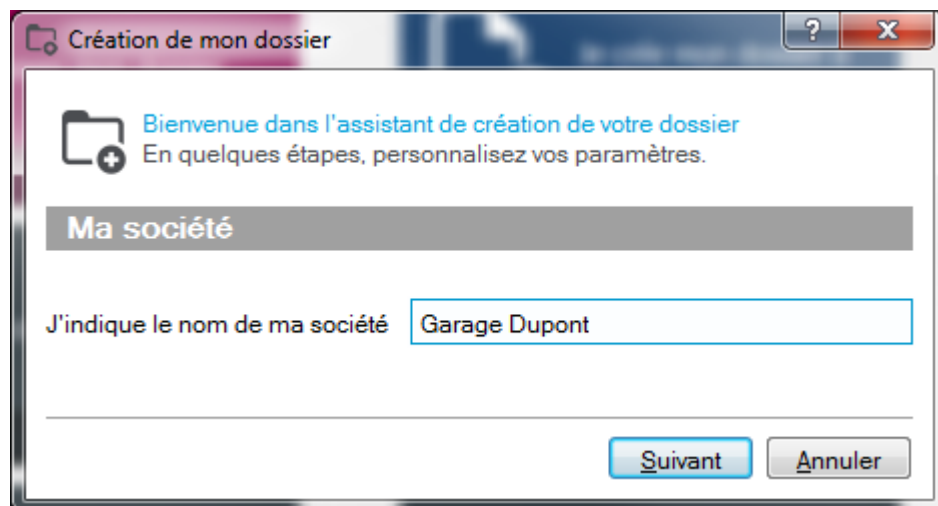 Création de mon dossier
Bienvenue dans l'assistant de création de votre dossier
En quelques étapes, personnalisez vos paramètres.
Ma société
J'indique le nom de ma société Garage Dupont
Suivant Annuler